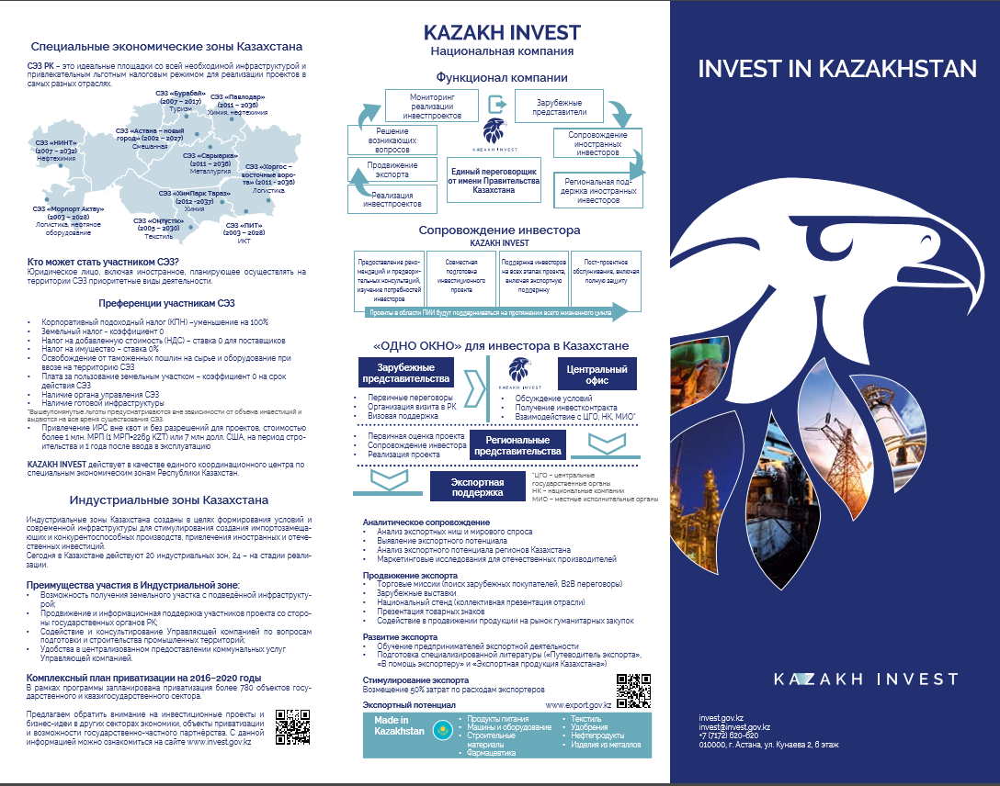 Специальные экономические зоны Казахстана
СЭЗ РК – это идеальные площадки со всей необходимой инфраструктурой и
привлекательным льготным налоговым режимом для реализации проектов в
самых разных отраслях.
СЭЗ «Бурабай»
(2007 – 2017)
Туризм
СЭЗ «Павлодар»
(2011 – 2036)
Химия, нефтехимия
СЭЗ «Астана – новый
город» (2002 – 2027)
Смешанная
СЭЗ «НИНТ»
(2007 – 2032)
Нефтехимия
СЭЗ «Сарыарка»
(2011 – 2036)
Металлургия
СЭЗ «Хоргос –
восточные воро-
та» (2011 - 2036)
Логистика
СЭЗ «ХимПарк Тараз»
(2012 -2037)
Химия
СЭЗ «Морпорт Актау»
(2003 – 2028)
Логистика, нефтяное
оборудование
СЭЗ «Оңтүстік»
(2005 – 2030)
Текстиль
СЭЗ «ПИТ»
(2003 – 2028)
ИКТ
Кто может стать участником СЭЗ?
Юридическое лицо, включая иностранное, планирующее осуществлять на
территории СЭЗ приоритетные виды деятельности.
Преференции участникам СЭЗ
• Корпоративный подоходный налог (КПН) –уменьшение на 100%
• Земельный налог - коэффициент 0
• Налог на добавленную стоимость (НДС) – ставка 0 для поставщиков
• Налог на имущество – ставка 0%
• Освобождение от таможенных пошлин на сырье и оборудование при
ввозе на территорию СЭЗ
• Плата за пользование земельным участком – коэффициент 0 на срок
действия СЭЗ
• Наличие органа управления СЭЗ
• Наличие готовой инфраструктуры
*Вышеупомянутые льготы предусматриваются вне зависимости от объема инвестиций и
выдаются на все время существования СЭЗ.
• Привлечение ИРС вне квот и без разрешений для проектов, стоимостью
более 1 млн. МРП (1 МРП=2269 KZT) или 7 млн долл. США, на период стро-
ительства и 1 года после ввода в эксплуатацию
KAZAKH INVEST действует в качестве единого координационного центра по
специальным экономическим зонам Республики Казахстан.
Индустриальные зоны Казахстана
Индустриальные зоны Казахстана созданы в целях формирования условий и
современной инфраструктуры для стимулирования создания импортозамеща-
ющих и конкурентоспособных производств, привлечения иностранных и отече-
ственных инвестиций.
Сегодня в Казахстане действуют 20 индустриальных зон, 24 – на стадии реали-
зации.
Преимущества участия в Индустриальной зоне:
• Возможность получения земельного участка с подведённой инфраструкту-
рой;
• Продвижение и информационная поддержка участников проекта со сторо-
ны государственных органов РК;
• Содействие и консультирование Управляющей компанией по вопросам
подготовки и строительства промышленных территорий;
• Удобства в централизованном предоставлении коммунальных услуг
Управляющей компанией.
Комплексный план приватизации на 2016–2020 годы
В рамках программы запланирована приватизация более 780 объектов госу-
дарственного и квазигосударственного сектора.
Предлагаем обратить внимание на инвестиционные проекты и
бизнес-идеи в других секторах экономики, объекты приватизации
и возможности государственно-частного партнёрства. С данной
информацией можно ознакомиться на сайте www.invest.gov.kz
KAZAKH INVEST
Национальная компания
Функционал компании
Мониторинг
реализации
инвестпроектов
Зарубежные
представители
Решение
возникающих
вопросов
KAZAKH INVEST
Сопровождение
иностранных
инвесторов
Продвижение
экспорта
Единый переговорщик
от имени Правительства
Казахстана
Реализация
инвестпроектов
Региональная под-
держка иностранных
инвесторов
Сопровождение инвестора
KAZAKH INVEST
Предоставление реко-
мендаций и предвори-
тельных консультаций,
изучение потребностей
инвесторов
Совместная
подготовка
инвестиционного
проекта
Поддержка инвесторов
на всех этапах проекта,
включая экспортную
поддержку
Пост-проектное
обслуживание, включая
полную защиту
Проекты в области ПИИ будут поддерживаться на протяжении всего жизненного цикла
«ОДНО ОКНО» для инвестора в Казахстане
Зарубежные
представительства
KAZAKH INVEST
Центральный
офис
• Первичные переговоры
• Организация визита в РК
• Визовая поддержка
• Обсуждение условий
• Получение инвестконтракта
• Взаимодействие с ЦГО, НК, МИО*
• Первичная оценка проекта
• Сопровождение инвестора
• Реализация проекта
Региональные
представительства
Экспортная
поддержка
*ЦГО – центральные
государственные органы
НК – национальные компании
МИО – местные исполнительные органы
Аналитическое сопровождение
• Анализ экспортных ниш и мирового спроса
• Выявление экспортного потенциала
• Анализ экспортного потенциала регионов Казахстана
• Маркетинговые исследования для отечественных производителей
Продвижение экспорта
• Торговые миссии (поиск зарубежных покупателей, B2B переговоры)
• Зарубежные выставки
• Национальный стенд (коллективная презентация отрасли)
• Презентация товарных знаков
• Содействие в продвижении продукции на рынок гуманитарных закупок
Развитие экспорта
• Обучение предпринимателей экспортной деятельности
• Подготовка специализированной литературы («Путеводитель экспорта»,
«В помощь экспортеру» и «Экспортная продукция Казахстана»)
Стимулирование экспорта
Возмещение 50% затрат по расходам экспортеров
Экспортный потенциал
www.export.gov.kz
Made in
Kazakhstan
• Продукты питания
• Машины и оборудование
• Строительные
материалы
• Фармацевтика
• Текстиль
• Удобрения
• Нефтепродукты
• Изделия из металлов
INVEST IN KAZAKHSTAN
KAZAKH INVEST
invest.gov.kz
invest@invest.gov.kz
+7 (7172) 620-620
010000, г. Астана, ул. Кунаева 2, 6 этаж